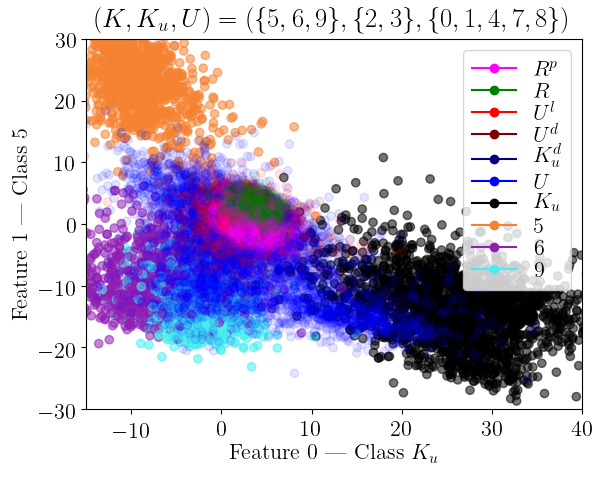 (K, K_u, U) = ({5, 6, 9}, {2, 3}, {0, 1, 4, 7, 8})
30
20
10
0
−10
−20
−30
Feature 1 — Class 5
R^p
R
U^l
U^d
K_u^d
U
K_u
5
6
9
−10
0
10
20
30
40
Feature 0 — Class K_u